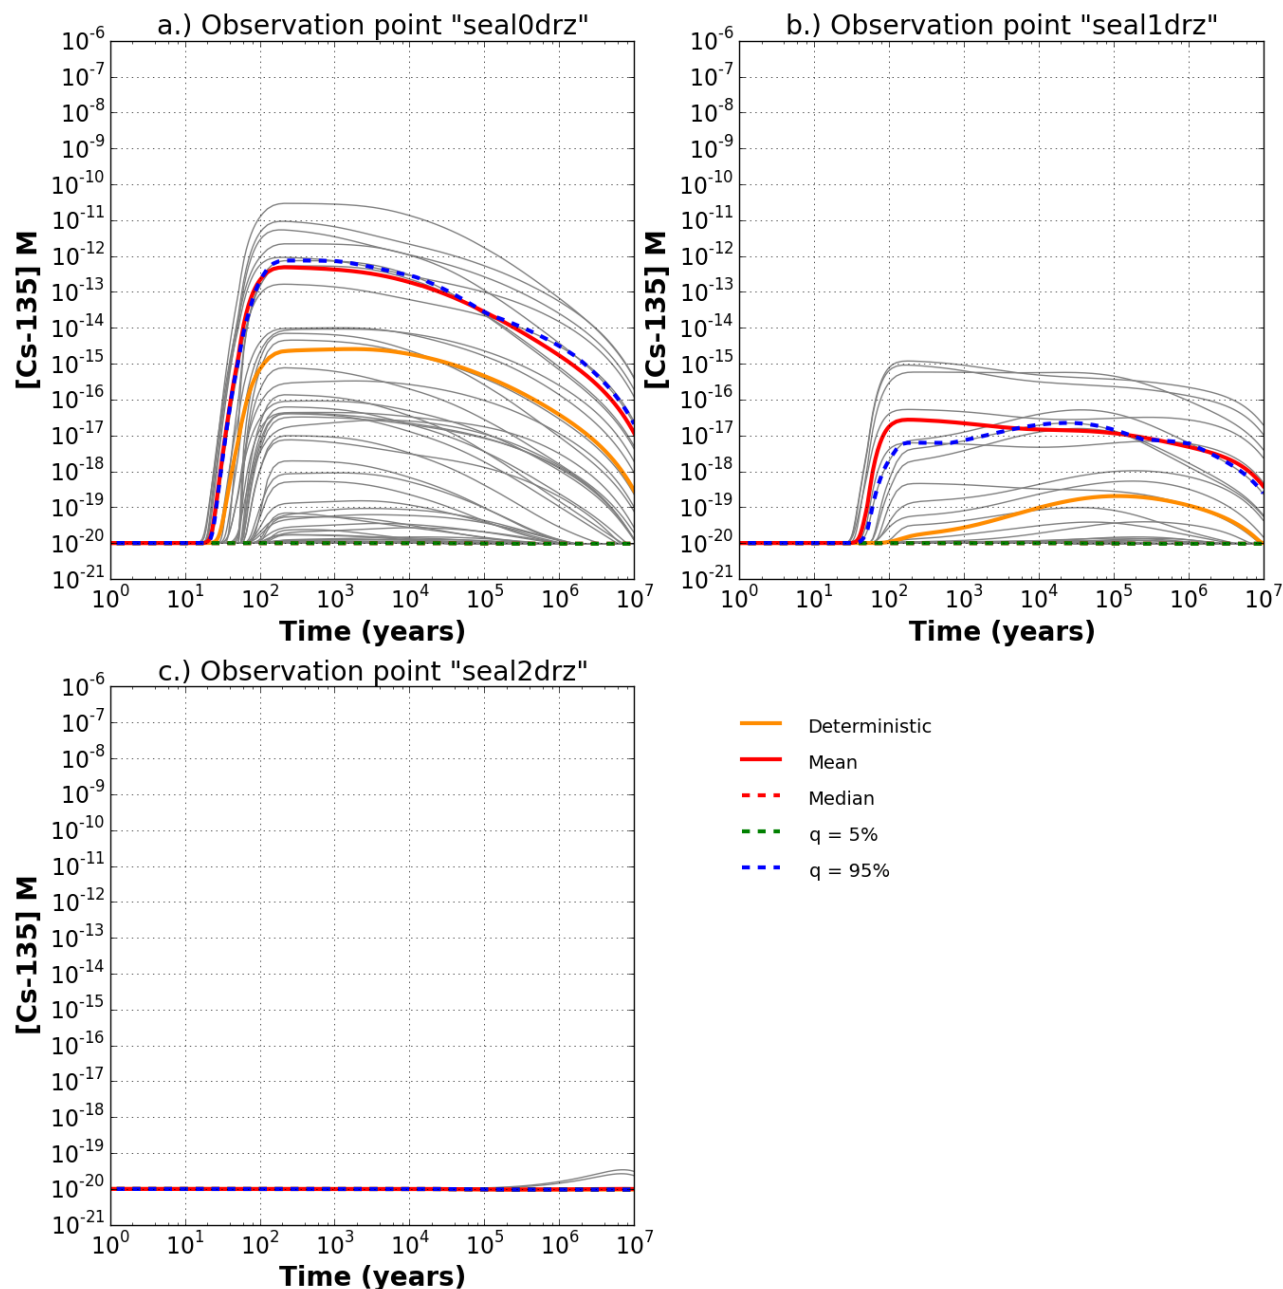 a.) Observation point "seal0drz"
10^-6
10^-7
10^-8
10^-9
10^-10
10^-11
10^-12
10^-13
10^-14
10^-15
10^-16
10^-17
10^-18
10^-19
10^-20
10^-21
[Cs-135] M
10^0 10^1 10^2 10^3 10^4 10^5 10^6 10^7
Time (years)
b.) Observation point "seal1drz"
10^-6
10^-7
10^-8
10^-9
10^-10
10^-11
10^-12
10^-13
10^-14
10^-15
10^-16
10^-17
10^-18
10^-19
10^-20
10^-21
[Cs-135] M
10^0 10^1 10^2 10^3 10^4 10^5 10^6 10^7
Time (years)
c.) Observation point "seal2drz"
10^-6
10^-7
10^-8
10^-9
10^-10
10^-11
10^-12
10^-13
10^-14
10^-15
10^-16
10^-17
10^-18
10^-19
10^-20
10^-21
[Cs-135] M
10^0 10^1 10^2 10^3 10^4 10^5 10^6 10^7
Time (years)
Deterministic
Mean
Median
q = 5%
q = 95%